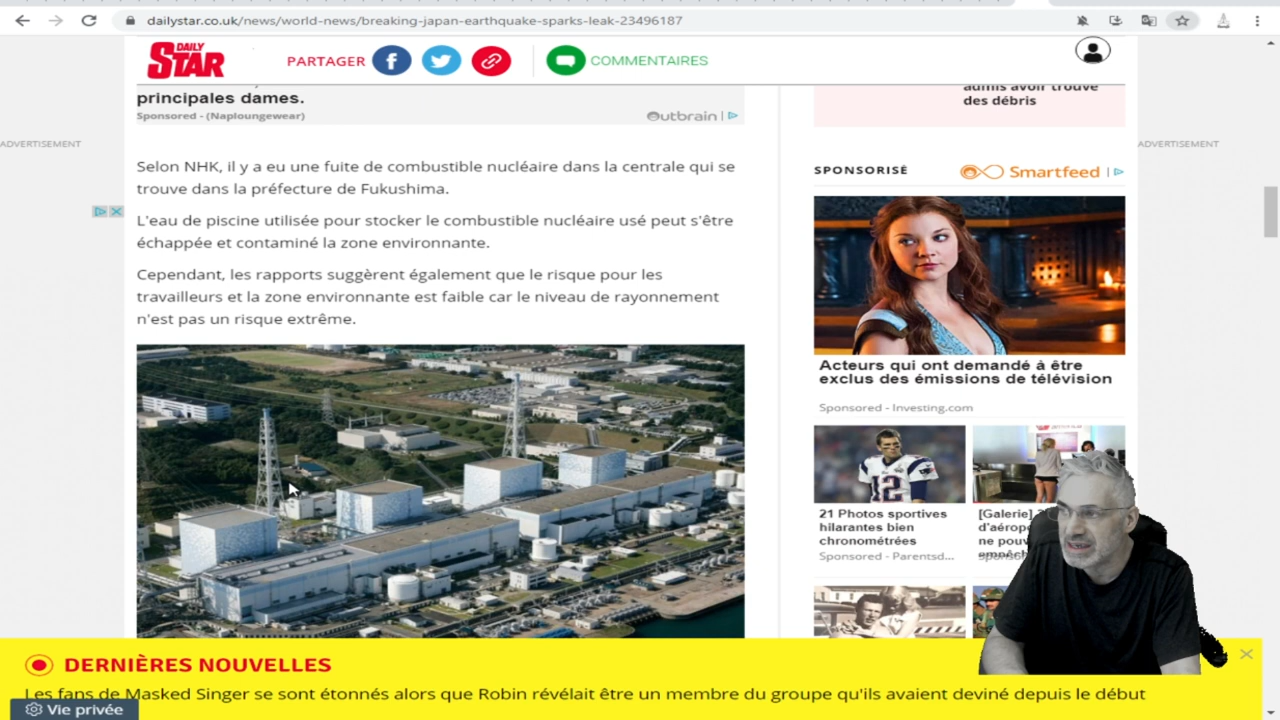 dailystar.co.uk/news/world-news/breaking-japan-earthquake-sparks-leak-23496187
DAILY
STAR
PARTAGER
COMMENTAIRES
principales dames.
Sponsored - (Naploungewear)
Outbrain
ADVERTISEMENT
Selon NHK, il y a eu une fuite de combustible nucléaire dans la centrale qui se
trouve dans la préfecture de Fukushima.
L'eau de piscine utilisée pour stocker le combustible nucléaire usé peut s'être
échappée et contaminé la zone environnante.
Cependant, les rapports suggèrent également que le risque pour les
travailleurs et la zone environnante est faible car le niveau de rayonnement
n'est pas un risque extrême.
avoir trouvé
des débris
ADVERTISEMENT
SPONSORISÉ
Smartfeed
Acteurs qui ont demandé à être
exclus des émissions de télévision
Sponsored - Investing.com
12
21 Photos sportives
hilarantes bien
chronométrées
Sponsored - Parentsd...
[Galerie]
d'aérop
ne pouv
DERNIÈRES NOUVELLES
Les fans de Masked Singer se sont étonnés alors que Robin révélait être un membre du groupe qu'ils avaient deviné depuis le début
Vie privée